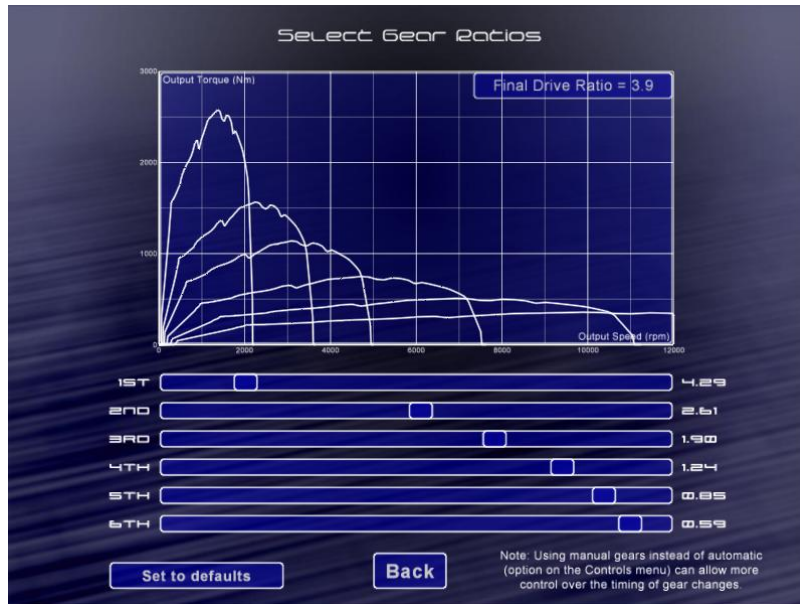 Select Gear Ratios
3000
Output Torque (Nm)
Final Drive Ratio = 3.9
2000
1000
Output Speed (rpm)
0
0 2000 4000 6000 8000 10000 12000
1ST 4.29
2ND 2.61
3RD 1.90
4TH 1.24
5TH 0.85
6TH 0.59
Set to defaults
Back
Note: Using manual gears instead of automatic
(option on the Controls menu) can allow more
control over the timing of gear changes.